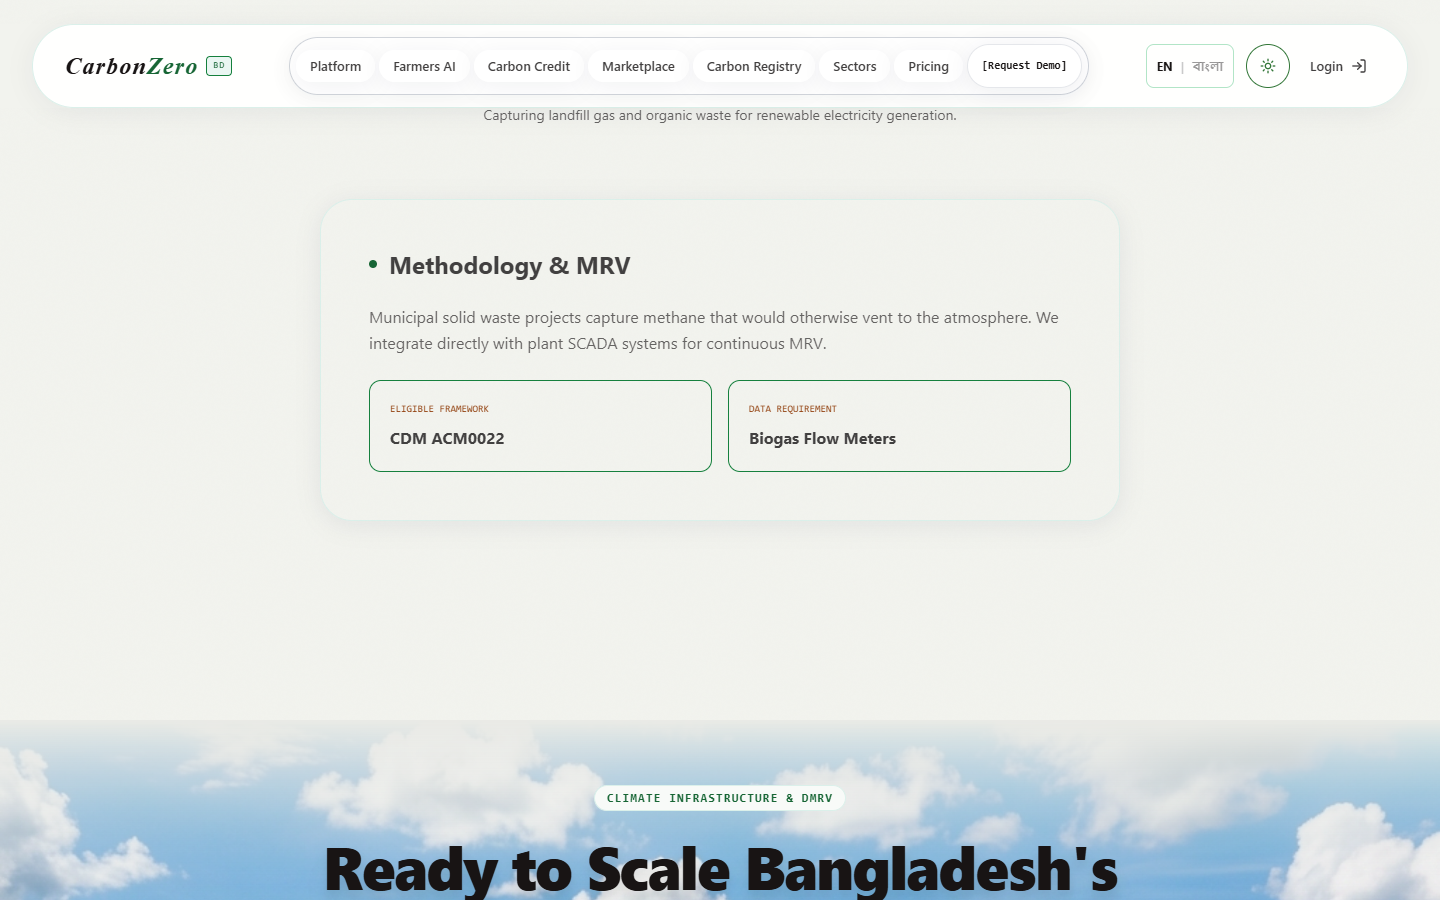 CarbonZero BD
Platform
Farmers AI
Carbon Credit
Marketplace
Carbon Registry
Sectors
Pricing
[Request Demo]
EN | বাংলা
Login
Capturing landfill gas and organic waste for renewable electricity generation.
Methodology & MRV
Municipal solid waste projects capture methane that would otherwise vent to the atmosphere. We
integrate directly with plant SCADA systems for continuous MRV.
ELIGIBLE FRAMEWORK
CDM ACM0022
DATA REQUIREMENT
Biogas Flow Meters
CLIMATE INFRASTRUCTURE & DMRV
Ready to Scale Bangladesh's